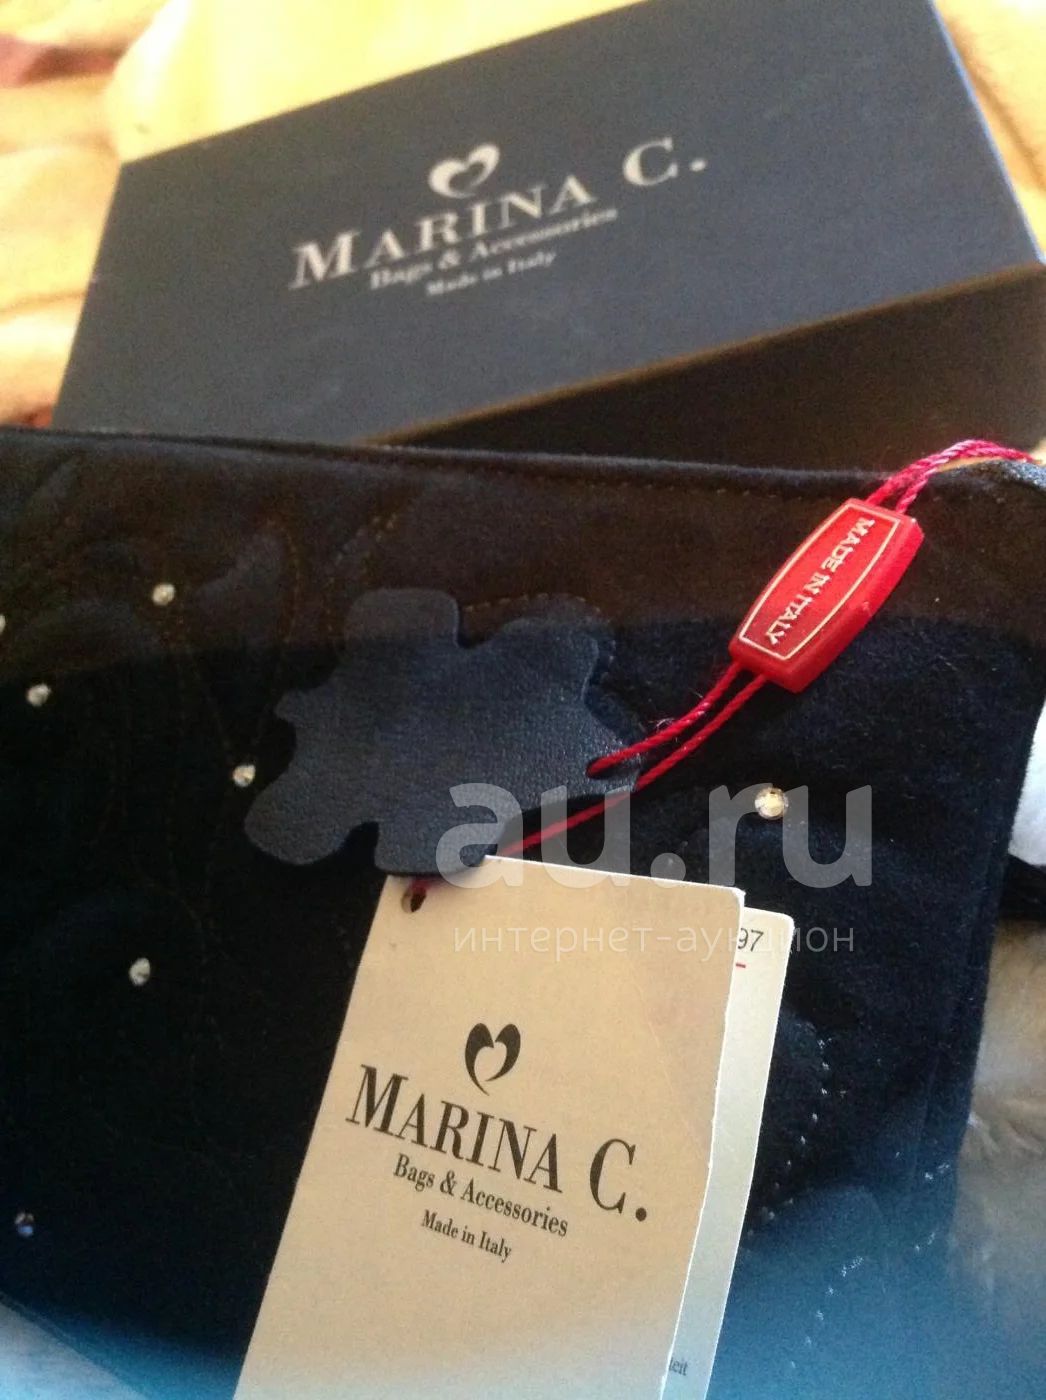 MARINA C.
Bags & Accessories
Made in Italy
MADE IN ITALY
au.ru
интернет-аукцион
97
MARINA C.
Bags & Accessories
Made in Italy
teit